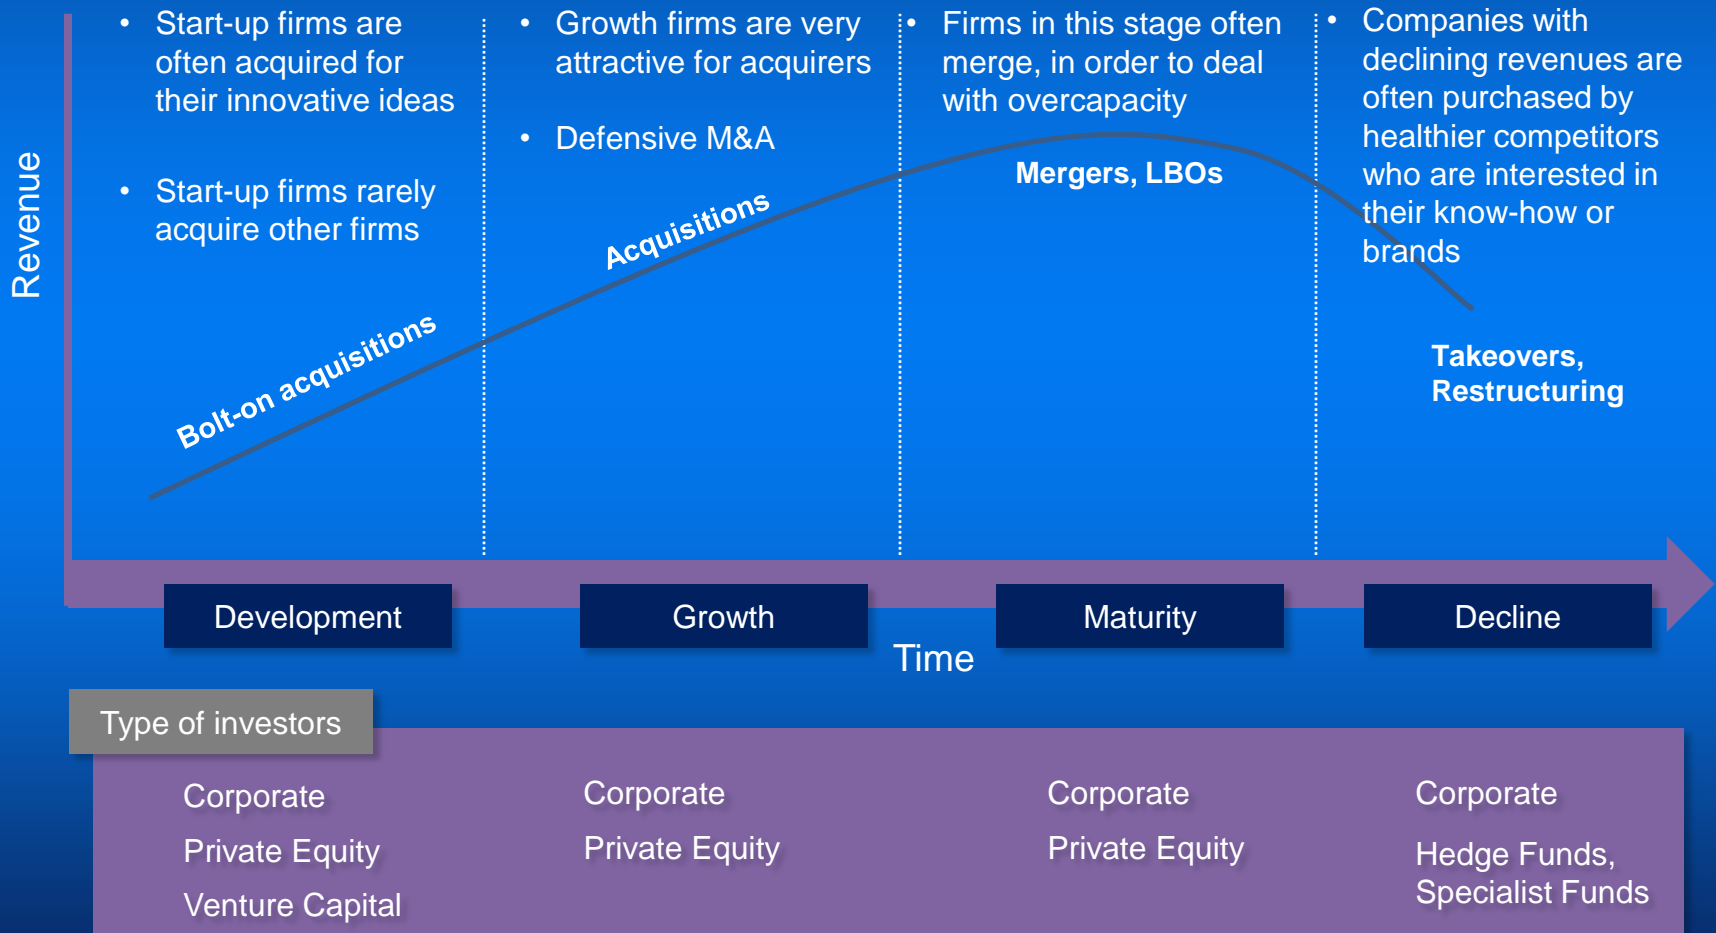 • Start-up firms are
often acquired for
their innovative ideas
• Start-up firms rarely
acquire other firms
• Growth firms are very
attractive for acquirers
• Defensive M&A
• Firms in this stage often
merge, in order to deal
with overcapacity
• Companies with
declining revenues are
often purchased by
healthier competitors
who are interested in
their know-how or
brands
Revenue
Bolt-on acquisitions
Acquisitions
Mergers, LBOs
Takeovers,
Restructuring
Development
Growth
Maturity
Decline
Time
Type of investors
Corporate
Private Equity
Venture Capital
Corporate
Private Equity
Corporate
Private Equity
Corporate
Hedge Funds,
Specialist Funds